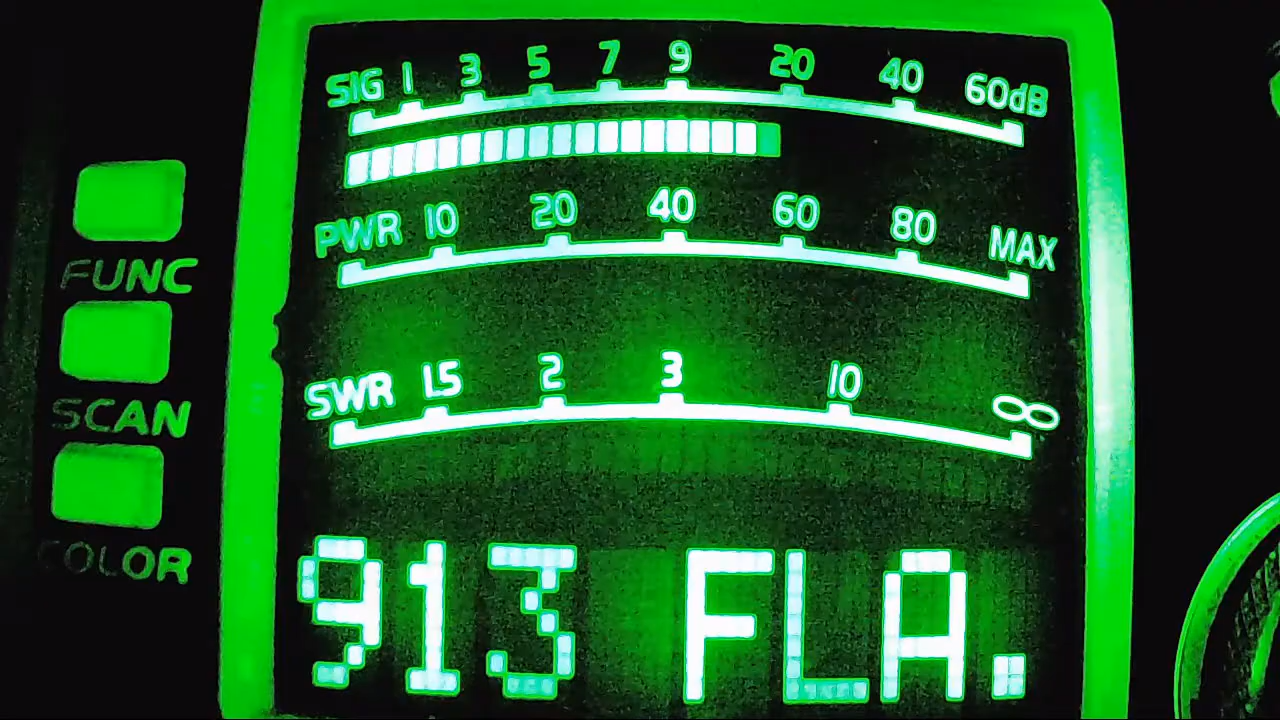 SIG 1 3 5 7 9 20 40 60dB
PWR 10 20 40 60 80 MAX
FUNC
SWR 1.5 2 3 10 ∞
SCAN
COLOR
913 FLA.